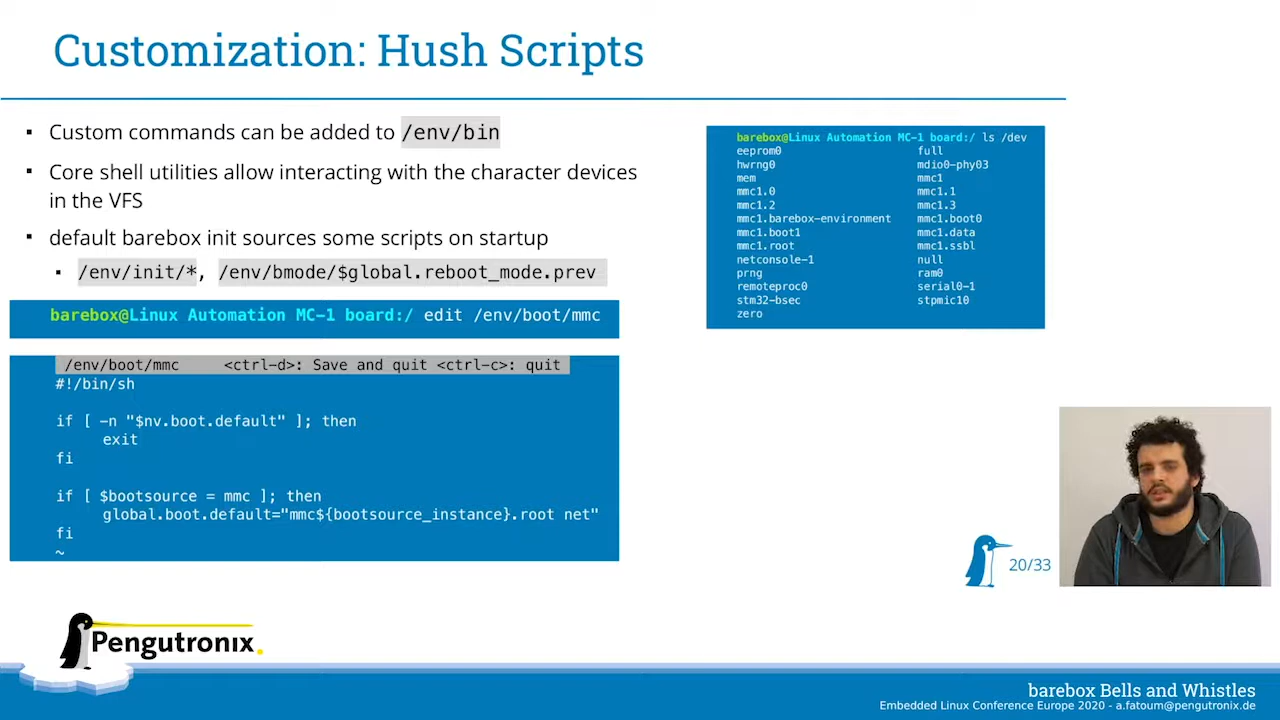 Customization: Hush Scripts
▪ Custom commands can be added to /env/bin
▪ Core shell utilities allow interacting with the character devices
in the VFS
▪ default barebox init sources some scripts on startup
▪ /env/init/*, /env/bmode/$global.reboot_mode.prev
barebox@Linux Automation MC-1 board:/ edit /env/boot/mmc
/env/boot/mmc <ctrl-d>: Save and quit <ctrl-c>: quit
#!/bin/sh
if [ -n "$nv.boot.default" ]; then
exit
fi
if [ $bootsource = mmc ]; then
global.boot.default="mmc${bootsource_instance}.root net"
fi
~
barebox@Linux Automation MC-1 board:/ ls /dev
eeprom0 full
hwrng0 mdio0-phy03
mem mmc1
mmc1.0 mmc1.1
mmc1.2 mmc1.3
mmc1.barebox-environment mmc1.boot0
mmc1.boot1 mmc1.data
mmc1.root mmc1.ssbl
netconsole-1 null
prng ram0
remoteproc0 serial0-1
stm32-bsec stpmic10
zero
20/33
Pengutronix
barebox Bells and Whistles
Embedded Linux Conference Europe 2020 - a.fatoum@pengutronix.de